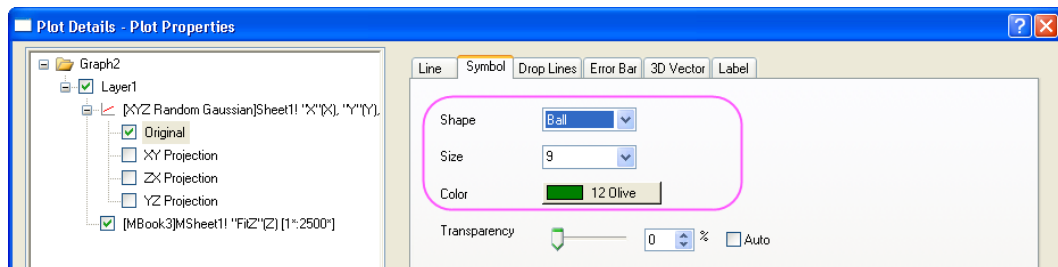 Plot Details - Plot Properties
Graph2
Layer1
[XYZ Random Gaussian]Sheet1! "X"(X), "Y"(Y),
Original
XY Projection
ZX Projection
YZ Projection
[MBook3]MSheet1! "FitZ"(Z) [1*:2500*]
Line Symbol Drop Lines Error Bar 3D Vector Label
Shape Ball
Size 9
Color 12 Olive
Transparency 0 % Auto